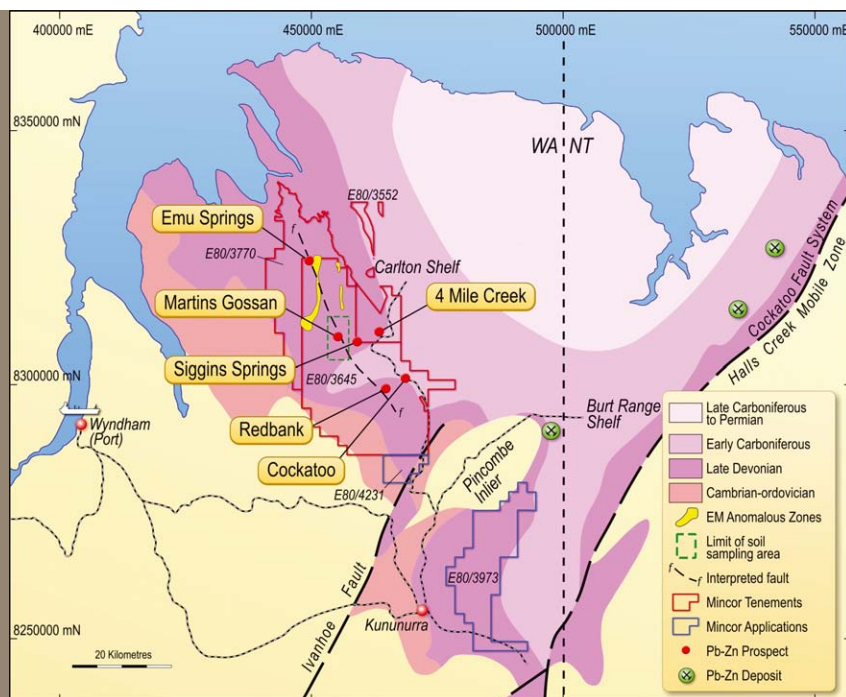 400000 mE
450000 mE
500000 mE
550000 mE
8350000 mN
WA
NT
E80/3552
Emu Springs
E80/3770
Carlton Shelf
Martins Gossan
4 Mile Creek
Siggins Springs
Cockatoo Fault System
Halls Creek Mobile Zone
8300000 mN
E80/3645
Redbank
Cockatoo
Wyndham
(Port)
Burt Range
Shelf
Pincombe
Inlier
E80/4231
E80/3973
Ivanhoe Fault
Kununurra
8250000 mN
20 Kilometres
f
f
Late Carboniferous
to Permian
Early Carboniferous
Late Devonian
Cambrian-ordovician
EM Anomalous Zones
Limit of soil
sampling area
f
f
Interpreted fault
Mincor Tenements
Mincor Applications
Pb-Zn Prospect
Pb-Zn Deposit